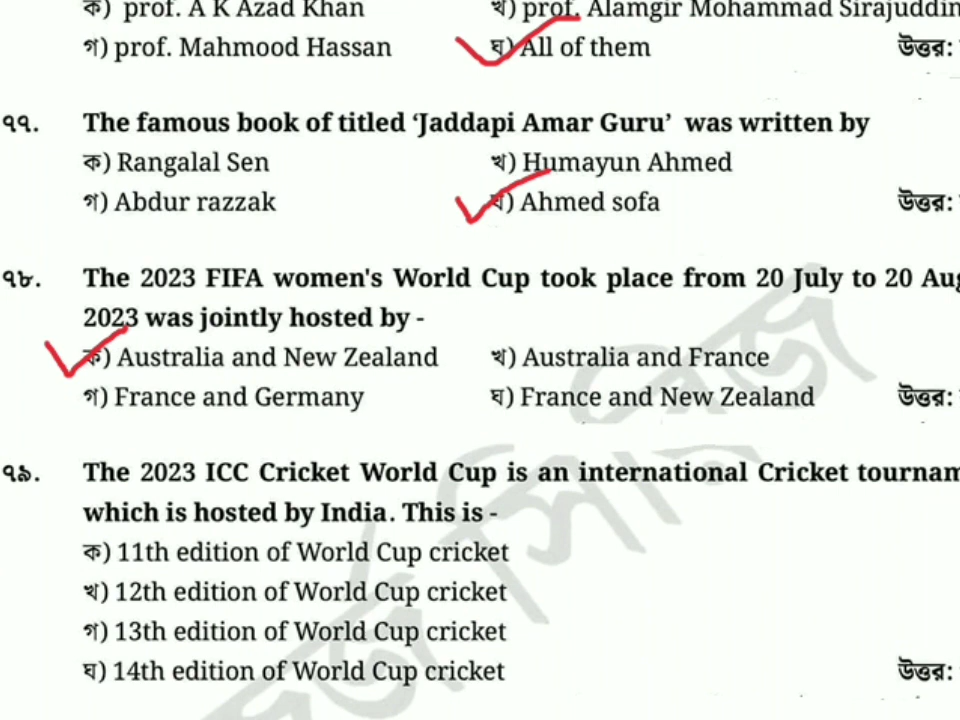 ক) prof. A K Azad Khan খ) prof. Alamgir Mohammad Sirajuddin
গ) prof. Mahmood Hassan ঘ) All of them উত্তর:
৭৭. The famous book of titled ‘Jaddapi Amar Guru’ was written by
ক) Rangalal Sen খ) Humayun Ahmed
গ) Abdur razzak ঘ) Ahmed sofa উত্তর:
৭৮. The 2023 FIFA women's World Cup took place from 20 July to 20 Aug
2023 was jointly hosted by -
ক) Australia and New Zealand খ) Australia and France
গ) France and Germany ঘ) France and New Zealand উত্তর:
৭৯. The 2023 ICC Cricket World Cup is an international Cricket tournam
which is hosted by India. This is -
ক) 11th edition of World Cup cricket
খ) 12th edition of World Cup cricket
গ) 13th edition of World Cup cricket
ঘ) 14th edition of World Cup cricket উত্তর: